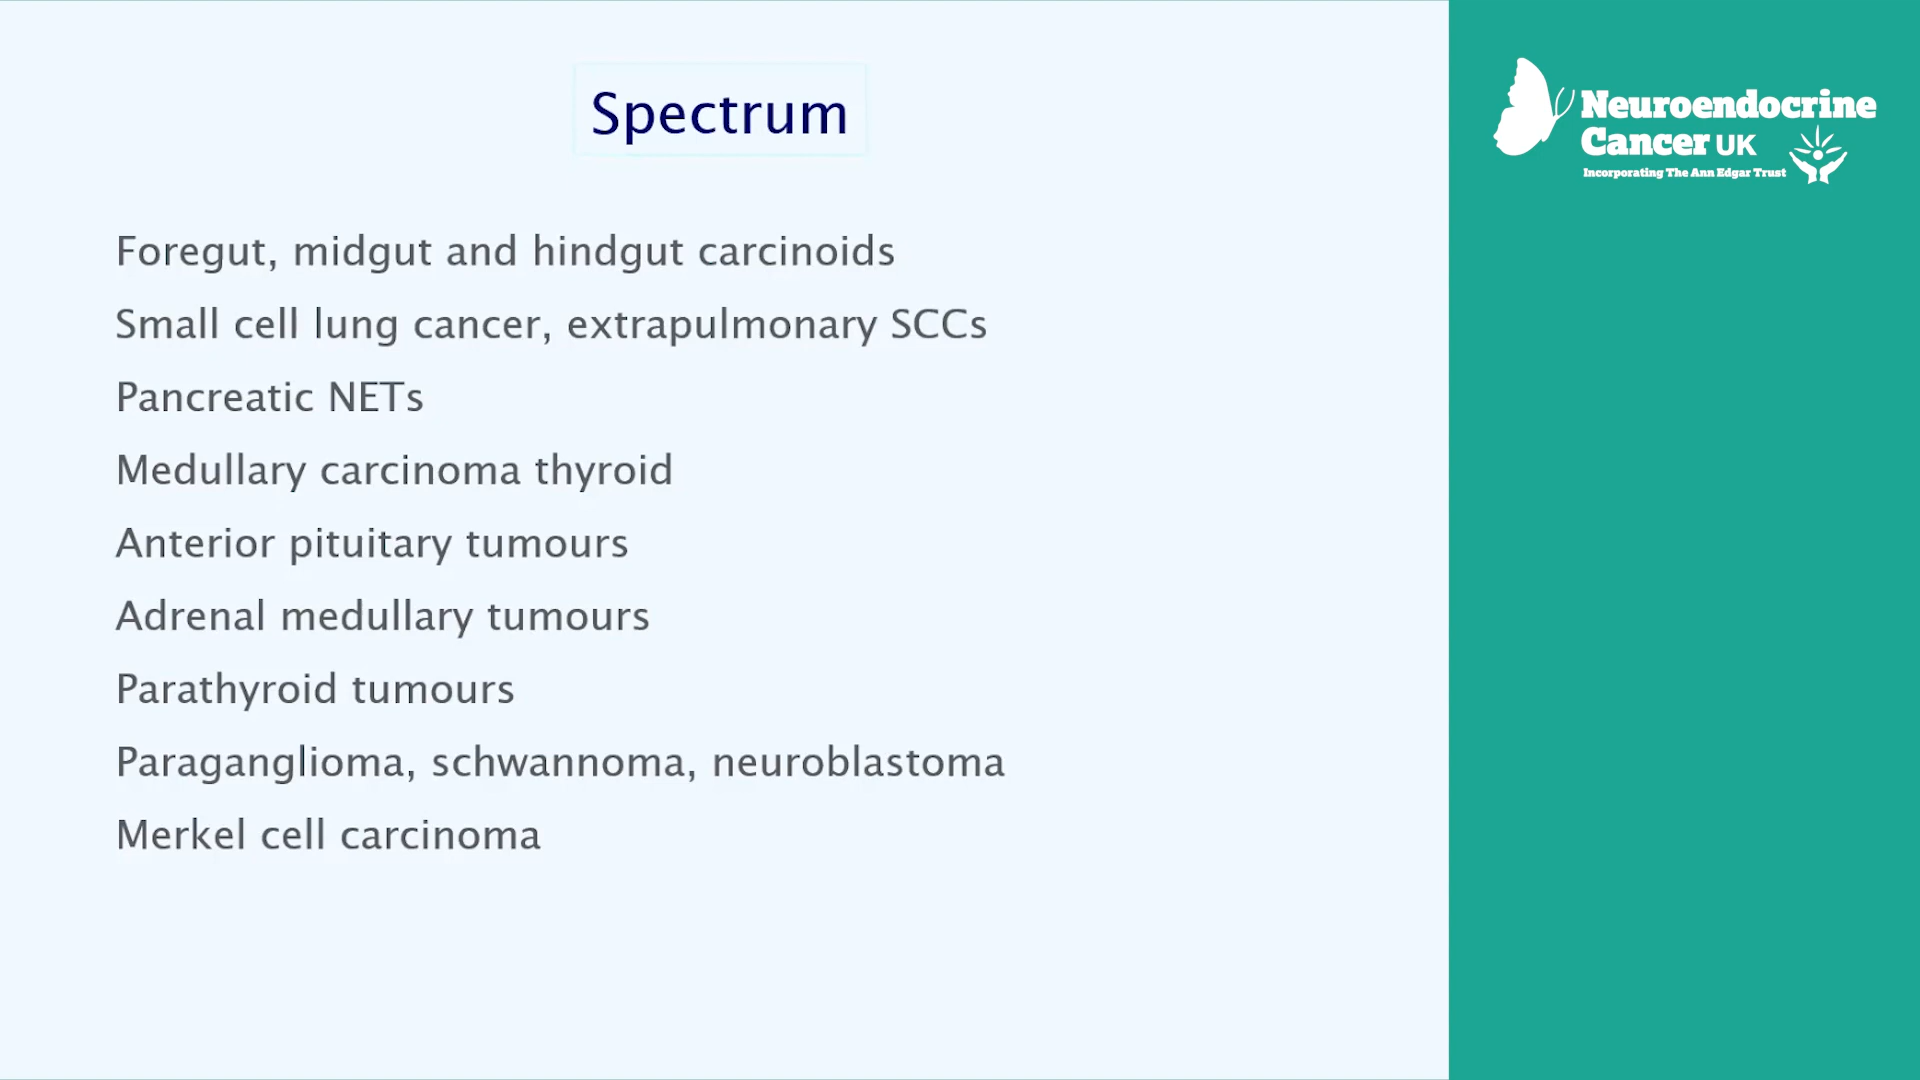 Spectrum
Foregut, midgut and hindgut carcinoids
Small cell lung cancer, extrapulmonary SCCs
Pancreatic NETs
Medullary carcinoma thyroid
Anterior pituitary tumours
Adrenal medullary tumours
Parathyroid tumours
Paraganglioma, schwannoma, neuroblastoma
Merkel cell carcinoma
Neuroendocrine
Cancer UK
Incorporating The Ann Edgar Trust